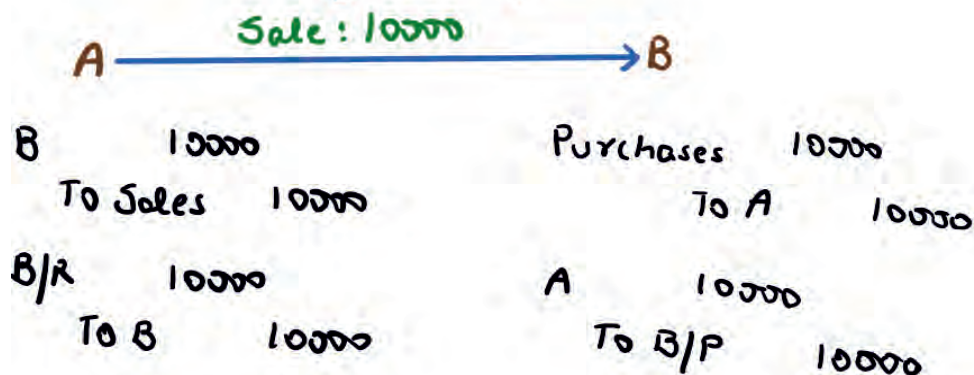 Sale : 10000
A B
B 10000
To Sales 10000
B/R 10000
To B 10000
Purchases 10000
To A 10000
A 10000
To B/P 10000